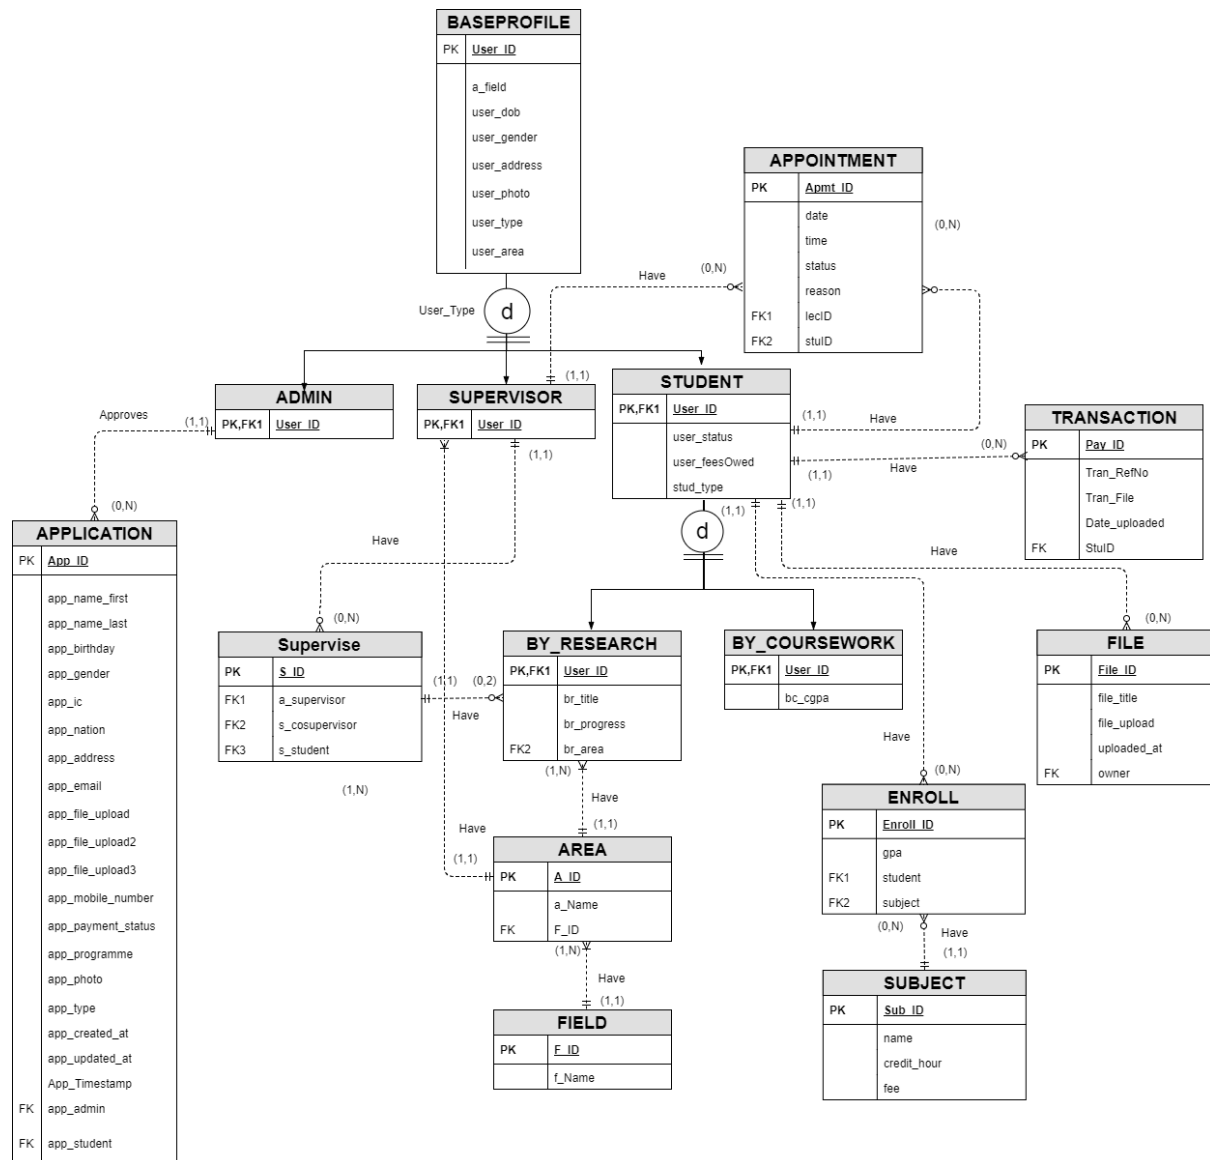 BASEPROFILE
PK User_ID
a_field
user_dob
user_gender
user_address
user_photo
user_type
user_area
APPOINTMENT
PK Apmt_ID
date
time
status
reason
FK1 lecID
FK2 stuID
(0,N)
(0,N)
Have
User_Type
d
ADMIN
PK,FK1 User_ID
SUPERVISOR
PK,FK1 User_ID
(1,1)
STUDENT
PK,FK1 User_ID
user_status
user_feesOwed
stud_type
(1,1)
Have
TRANSACTION
PK Pay_ID
Tran_RefNo
Tran_File
Date_uploaded
FK StuID
(0,N)
Have
(1,1)
Approves
(1,1)
(0,N)
(1,1)
(1,1)
(1,1)
d
APPLICATION
PK App_ID
app_name_first
app_name_last
app_birthday
app_gender
app_ic
app_nation
app_address
app_email
app_file_upload
app_file_upload2
app_file_upload3
app_mobile_number
app_payment_status
app_programme
app_photo
app_type
app_created_at
app_updated_at
App_Timestamp
FK app_admin
FK app_student
Have
Have
(0,N)
(0,N)
Supervise
PK S_ID
FK1 a_supervisor
FK2 s_cosupervisor
FK3 s_student
(1,1)
(0,2)
Have
(1,N)
BY_RESEARCH
PK,FK1 User_ID
br_title
br_progress
FK2 br_area
BY_COURSEWORK
PK,FK1 User_ID
bc_cgpa
FILE
PK File_ID
file_title
file_upload
uploaded_at
FK owner
Have
(0,N)
(1,N)
Have
(1,1)
Have
(1,1)
AREA
PK A_ID
a_Name
FK F_ID
ENROLL
PK Enroll_ID
gpa
FK1 student
FK2 subject
(1,N)
Have
(1,1)
(0,N)
Have
(1,1)
FIELD
PK F_ID
f_Name
SUBJECT
PK Sub_ID
name
credit_hour
fee